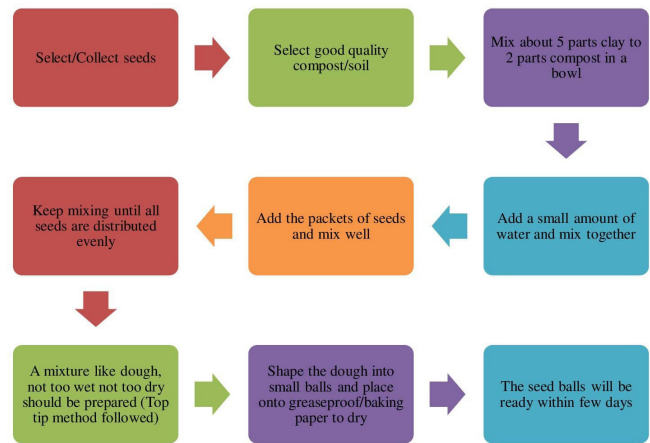 Select/Collect seeds
Select good quality
compost/soil
Mix about 5 parts clay to
2 parts compost in a
bowl
Add a small amount of
water and mix together
Add the packets of seeds
and mix well
Keep mixing until all
seeds are distributed
evenly
A mixture like dough,
not too wet not too dry
should be prepared (Top
tip method followed)
Shape the dough into
small balls and place
onto greaseproof/baking
paper to dry
The seed balls will be
ready within few days